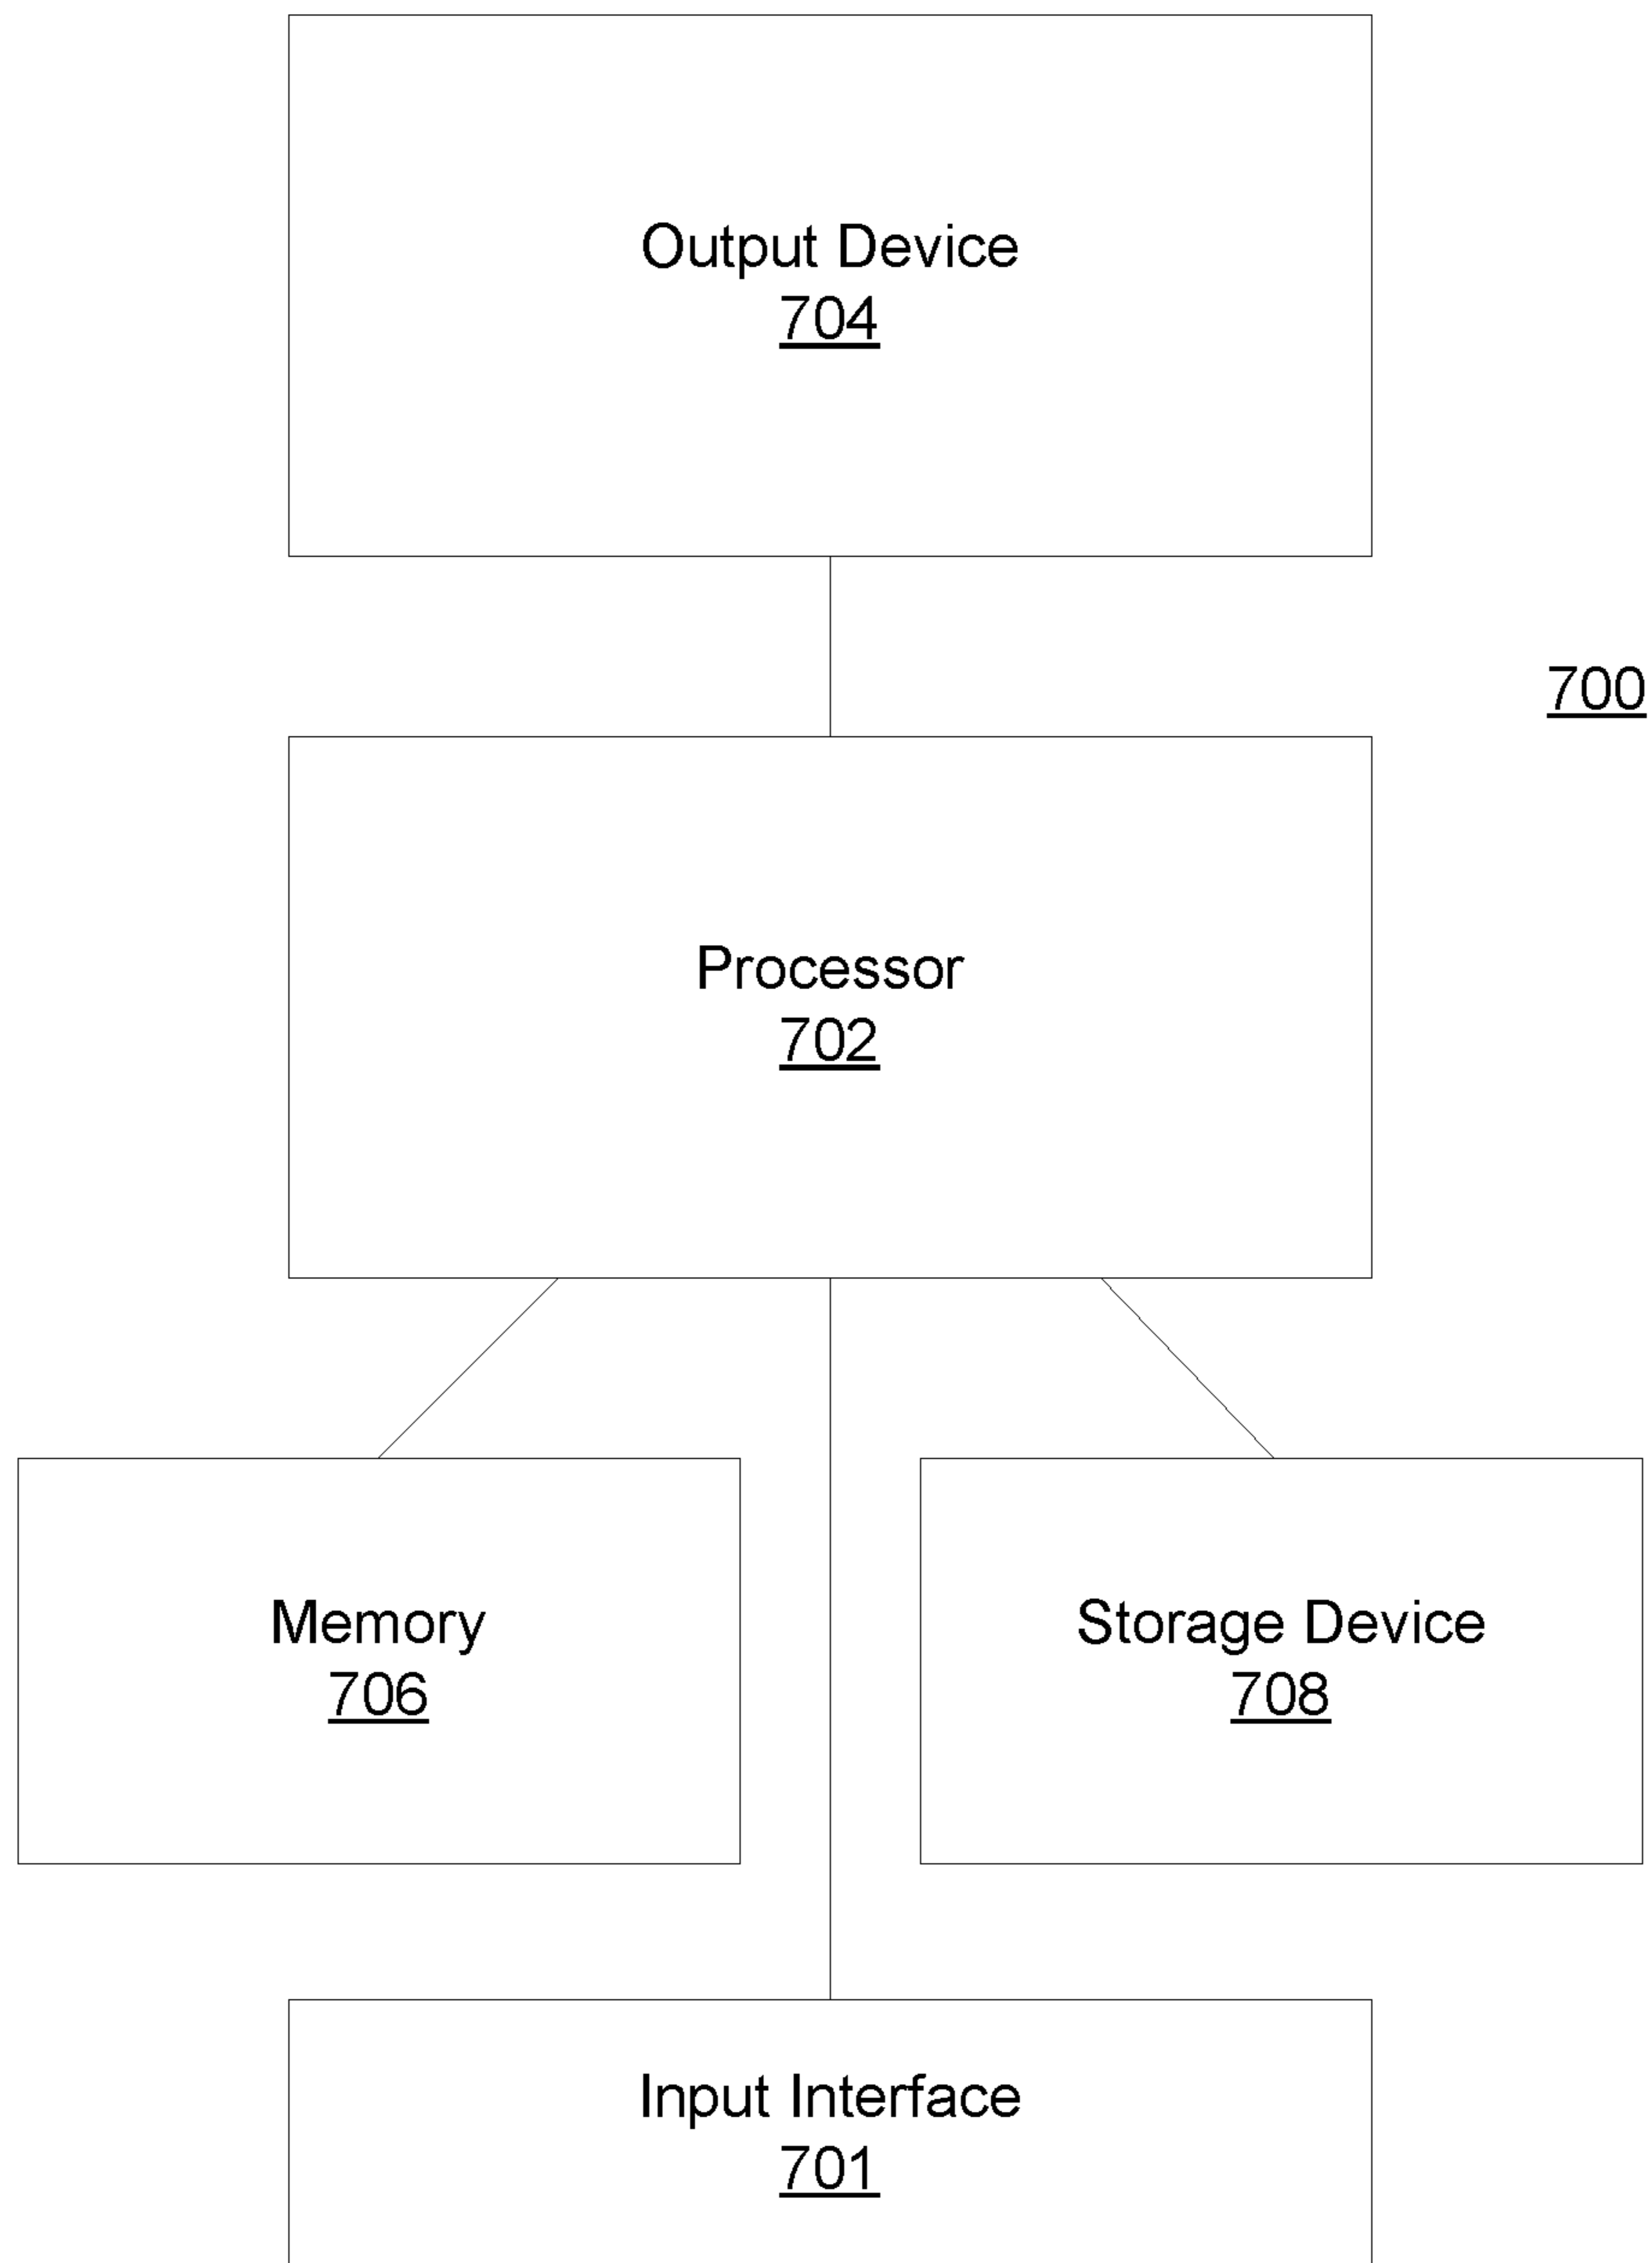 Output Device
704
700
Processor
702
Memory
706
Storage Device
708
Input Interface
701